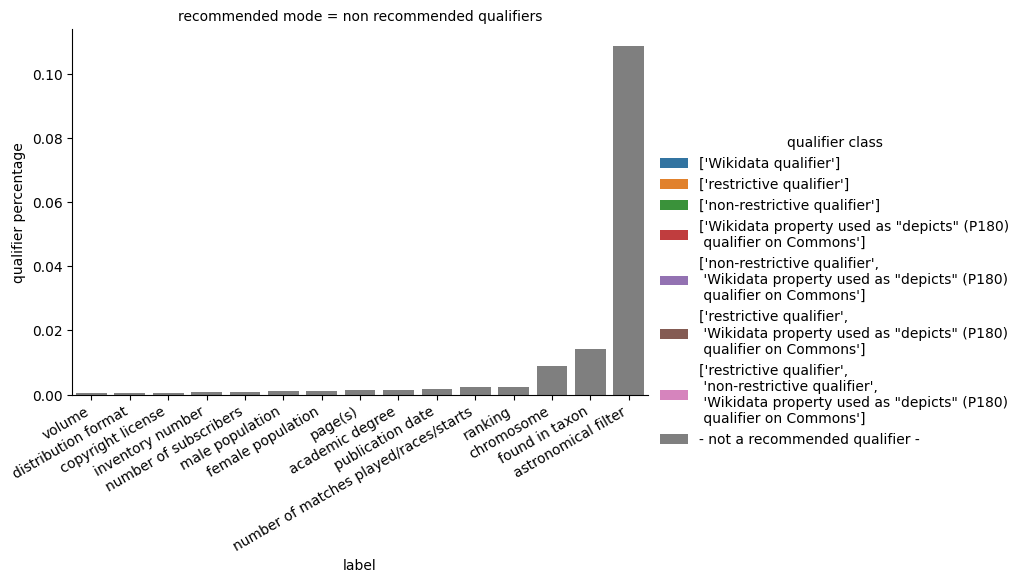 recommended mode = non recommended qualifiers
qualifier percentage
0.10
0.08
0.06
0.04
0.02
0.00
volume
distribution format
copyright license
inventory number
number of subscribers
male population
female population
page(s)
academic degree
publication date
number of matches played/races/starts
ranking
chromosome
found in taxon
astronomical filter
label
qualifier class
['Wikidata qualifier']
['restrictive qualifier']
['non-restrictive qualifier']
['Wikidata property used as "depicts" (P180)
qualifier on Commons']
['non-restrictive qualifier',
'Wikidata property used as "depicts" (P180)
qualifier on Commons']
['restrictive qualifier',
'Wikidata property used as "depicts" (P180)
qualifier on Commons']
['restrictive qualifier',
'non-restrictive qualifier',
'Wikidata property used as "depicts" (P180)
qualifier on Commons']
- not a recommended qualifier -